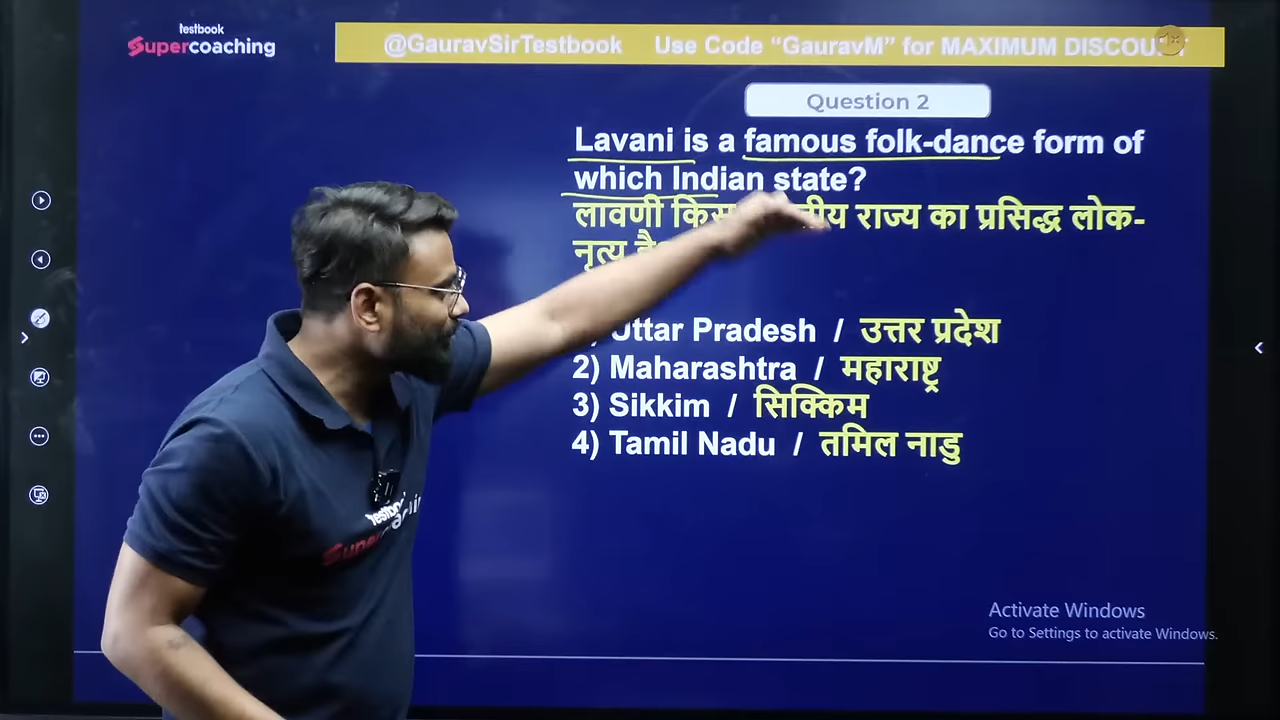 testbook
Supercoaching
@GauravSirTestbook Use Code “GauravM” for MAXIMUM
Question 2
Lavani is a famous folk-dance form of
which Indian state?
लावणी राज्य का प्रसिद्ध लोक-
नृत्य
Uttar Pradesh / उत्तर प्रदेश
2) Maharashtra / महाराष्ट्र
3) Sikkim / सिक्किम
4) Tamil Nadu / तमिल नाडु
Activate Windows
Go to Settings to activate Windows.